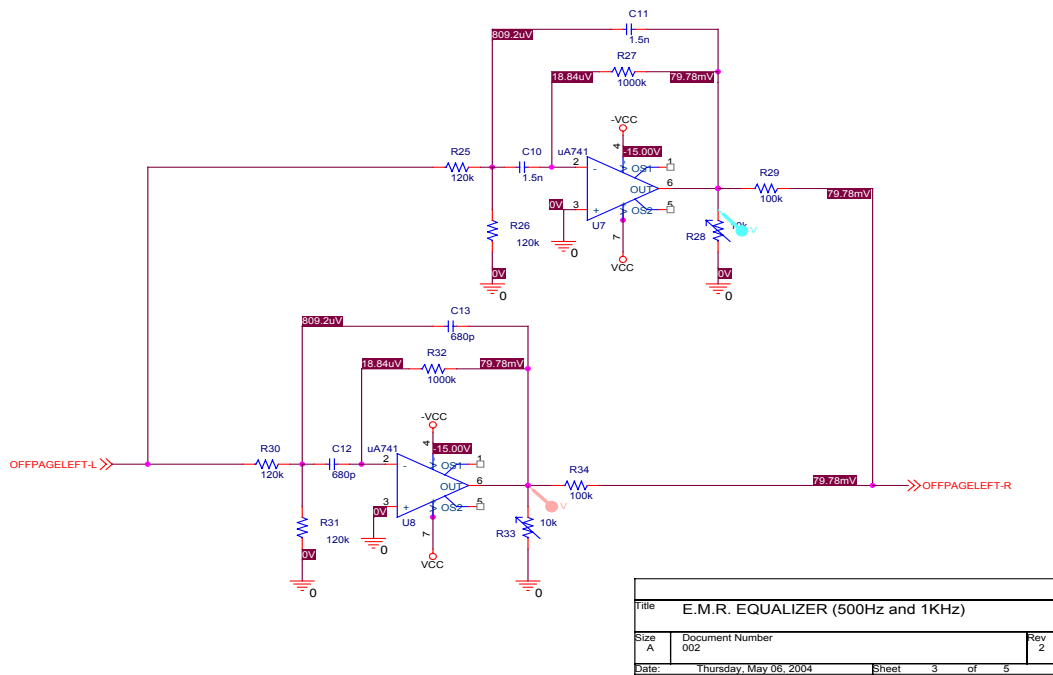 C11
809.2uV
1.5n
R27
18.84uV
79.78mV
1000k
-VCC
4
-15.00V
R25
C10
uA741
120k
1.5n
2
-
V
OS1
1
OUT
6
R29
100k
79.78mV
0V
3
+
V
OS2
5
U7
R26
120k
0
7
R28
10k
V
VCC
0V
0V
0
0
C13
809.2uV
680p
R32
18.84uV
79.78mV
1000k
-VCC
4
-15.00V
R30
C12
uA741
OFFPAGELEFT-L
120k
680p
2
-
V
OS1
1
OUT
6
R34
100k
79.78mV
OFFPAGELEFT-R
0V
3
+
V
OS2
5
U8
V
R31
120k
0
7
R33
10k
0V
VCC
0
0
Title
E.M.R. EQUALIZER (500Hz and 1KHz)
Size
A
Document Number
002
Rev
2
Date:
Thursday, May 06, 2004
Sheet
3
of
5